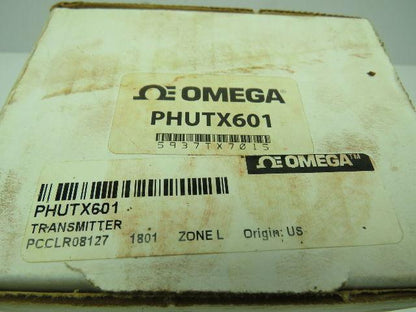 OMEGA®
PHUTX601
5937TX7015
OMEGA™
PHUTX601
TRANSMITTER
PCCLR08127 1801 ZONE L Origin: US